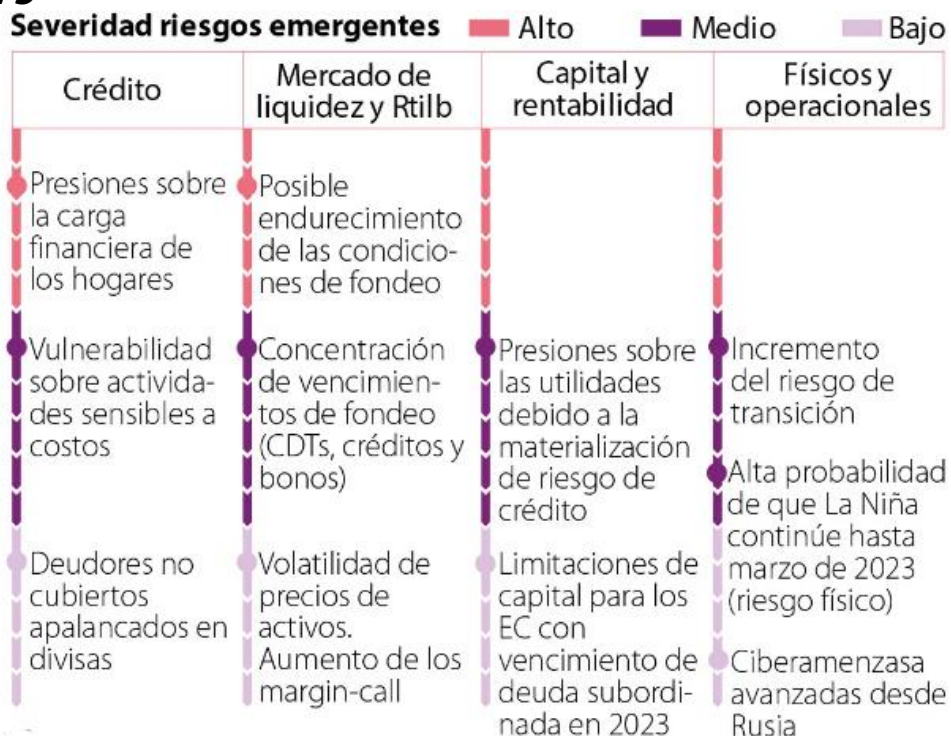 Severidad riesgos emergentes
Alto
Medio
Bajo
Crédito
Mercado de
liquidez y Rtilb
Capital y
rentabilidad
Físicos y
operacionales
Presiones sobre
la carga
financiera de
los hogares
Vulnerabilidad
sobre activida-
des sensibles a
costos
Deudores no
cubiertos
apalancados en
divisas
Posible
endurecimiento
de las condicio-
nes de fondeo
Concentración
de vencimien-
tos de fondeo
(CDTs, créditos y
bonos)
Volatilidad de
precios de
activos.
Aumento de los
margin-call
Presiones sobre
las utilidades
debido a la
materialización
de riesgo de
crédito
Limitaciones de
capital para los
EC con
vencimiento de
deuda subordi-
nada en 2023
Incremento
del riesgo de
transición
Alta probabilidad
de que La Niña
continúe hasta
marzo de 2023
(riesgo físico)
Ciberamenzasa
avanzadas desde
Rusia